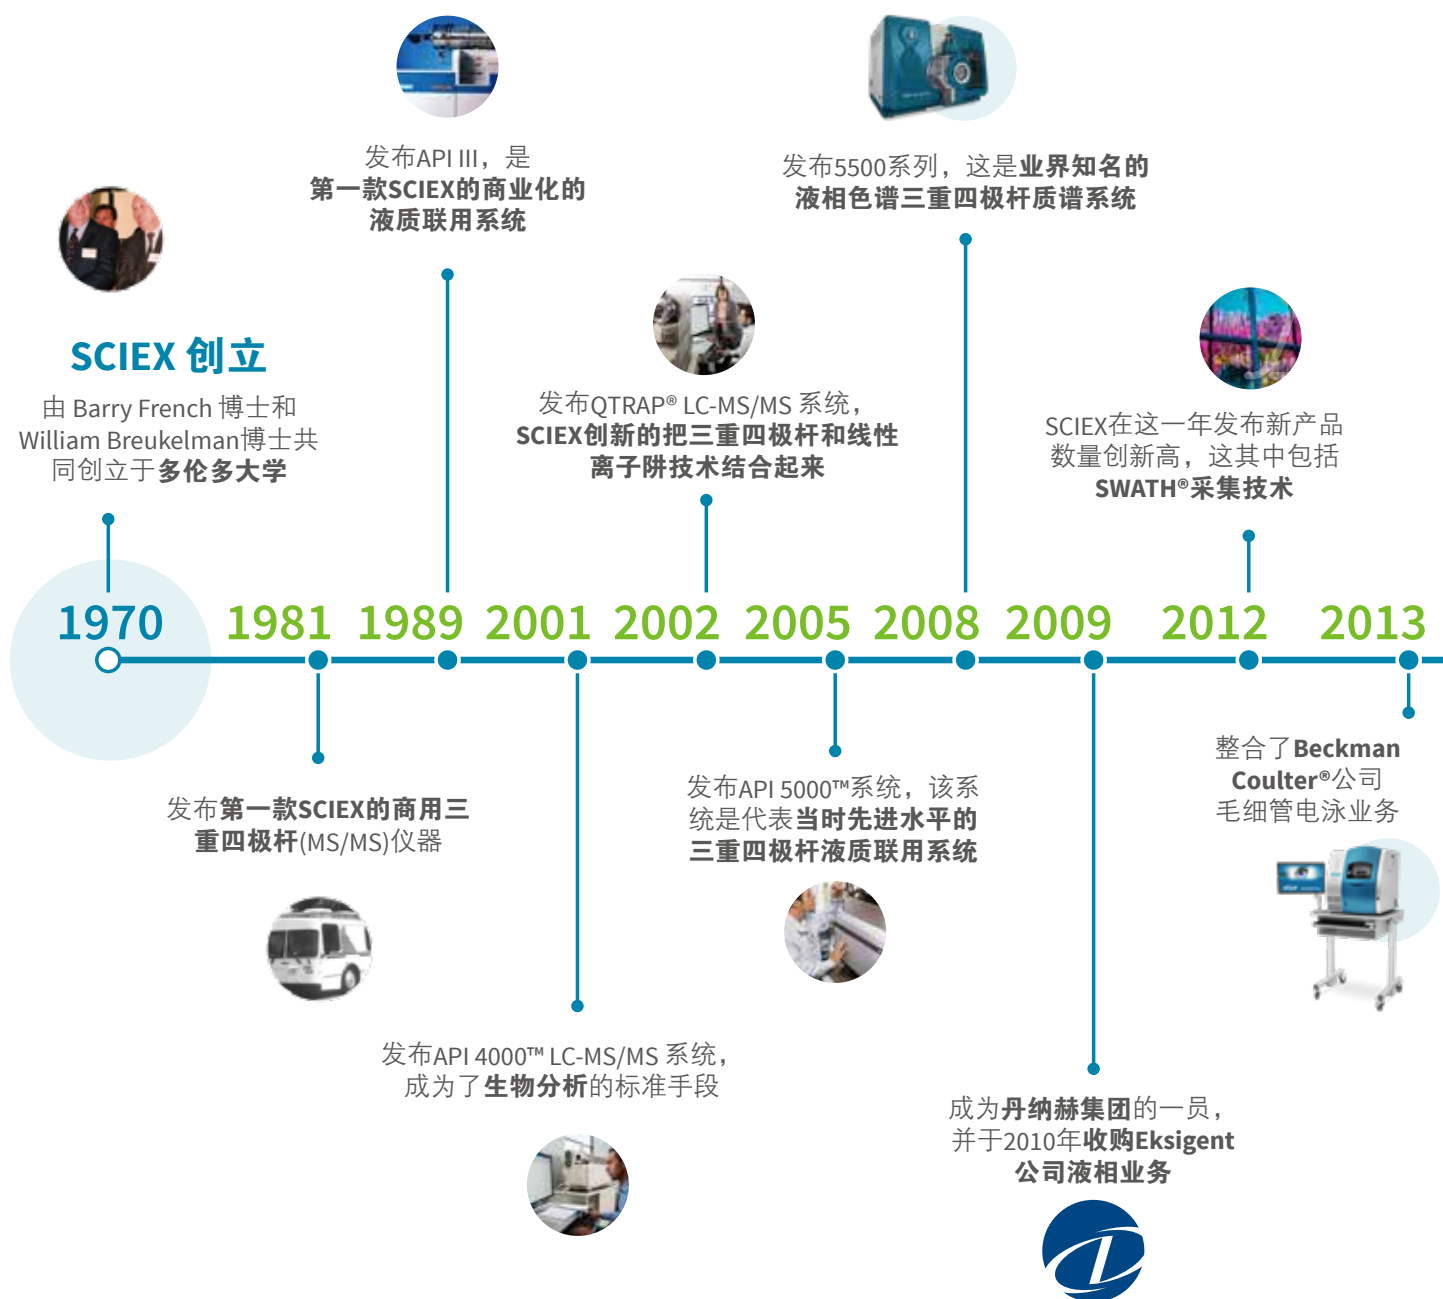 发布API III，是
第一款SCIEX的商业化的
液质联用系统
发布5500系列，这是业界知名的
液相色谱三重四极杆质谱系统
SCIEX 创立
由 Barry French 博士和
William Breukelman博士共
同创立于多伦多大学
发布QTRAP® LC-MS/MS 系统，
SCIEX创新的把三重四极杆和线性
离子阱技术结合起来
SCIEX在这一年发布新产品
数量创新高，这其中包括
SWATH®采集技术
1970 1981 1989 2001 2002 2005 2008 2009 2012 2013
发布第一款SCIEX的商用三
重四极杆(MS/MS)仪器
发布API 5000™系统，该系
统是代表当时先进水平的
三重四极杆液质联用系统
整合了Beckman
Coulter®公司
毛细管电泳业务
发布API 4000™ LC-MS/MS 系统，
成为了生物分析的标准手段
成为丹纳赫集团的一员，
并于2010年收购Eksigent
公司液相业务